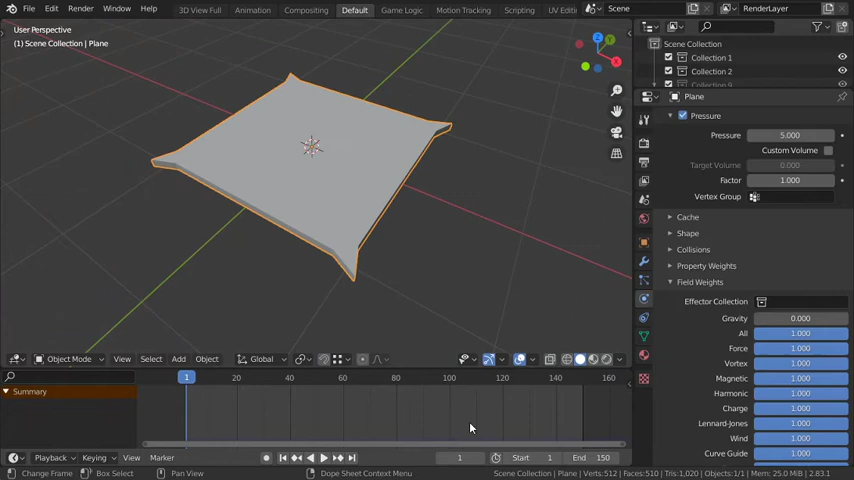 File Edit Render Window Help 3D View Full Animation Compositing Default Game Logic Motion Tracking Scripting UV Editi Scene RenderLayer
User Perspective
(1) Scene Collection | Plane
Z
Y
X
Scene Collection
Collection 1
Collection 2
Plane
Pressure
Pressure 5.000
Custom Volume
Target Volume 0.000
Factor 1.000
Vertex Group
Cache
Shape
Collisions
Property Weights
Field Weights
Effector Collection
Gravity 0.000
All 1.000
Force 1.000
Vortex 1.000
Magnetic 1.000
Harmonic 1.000
Charge 1.000
Lennard-Jones 1.000
Wind 1.000
Curve Guide 1.000
Object Mode View Select Add Object Global
1 20 40 60 80 100 120 140 160
Summary
Playback Keying View Marker 1 Start 1 End 150
Change Frame Box Select Pan View Dope Sheet Context Menu Scene Collection | Plane | Verts:512 | Faces:510 | Tris:1,020 | Objects:1/1 | Mem: 25.0 MiB | 2.83.1